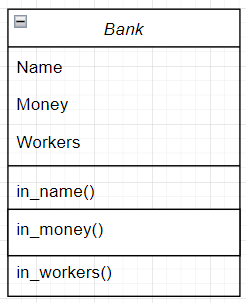 Bank
Name
Money
Workers
in_name()
in_money()
in_workers()